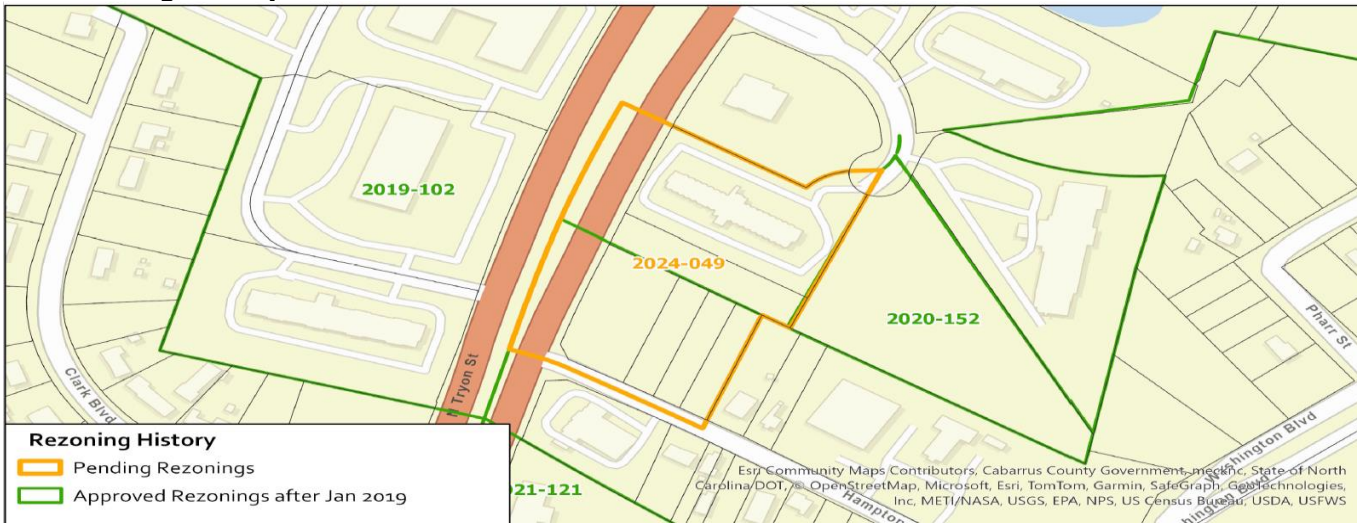 2019-102
2024-049
2020-152
N Tryon St
Clark Blvd
Pharr St
Washington Blvd
Hampton
021-121
Rezoning History
Pending Rezonings
Approved Rezonings after Jan 2019
Esri Community Maps Contributors, Cabarrus County Government, mecknc, State of North
Carolina DOT, © OpenStreetMap, Microsoft, Esri, TomTom, Garmin, SafeGraph, GeoTechnologies,
Inc, METI/NASA, USGS, EPA, NPS, US Census Bureau, USDA, USFWS